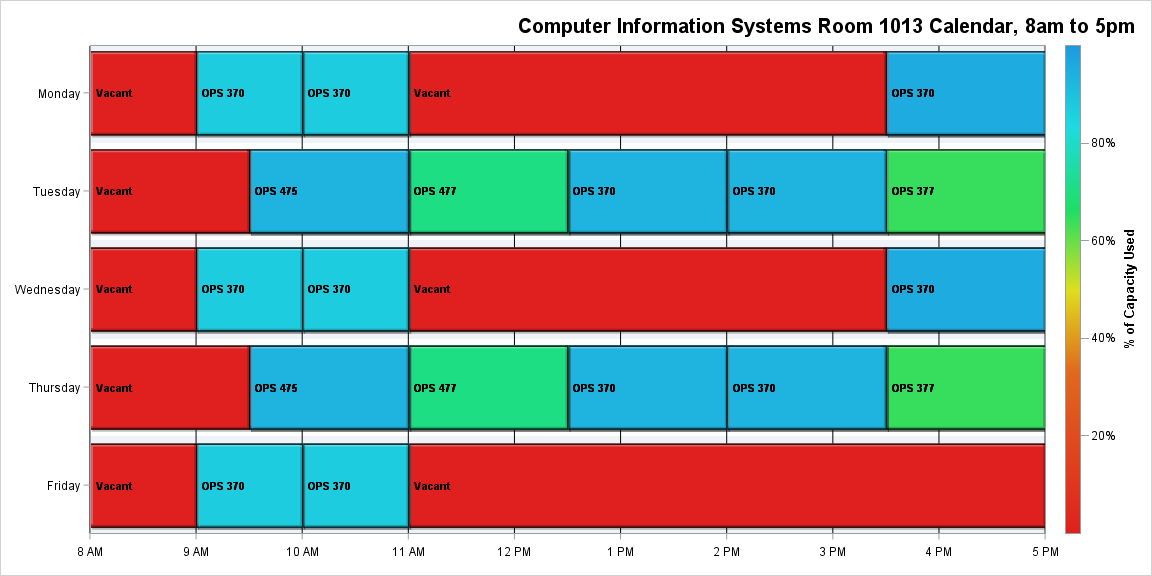 Computer Information Systems Room 1013 Calendar, 8am to 5pm
Monday
Vacant
OPS 370
OPS 370
Vacant
OPS 370
Tuesday
Vacant
OPS 475
OPS 477
OPS 370
OPS 370
OPS 377
Wednesday
Vacant
OPS 370
OPS 370
Vacant
OPS 370
Thursday
Vacant
OPS 475
OPS 477
OPS 370
OPS 370
OPS 377
Friday
Vacant
OPS 370
OPS 370
Vacant
8 AM
9 AM
10 AM
11 AM
12 PM
1 PM
2 PM
3 PM
4 PM
5 PM
80%
60%
40%
20%
% of Capacity Used